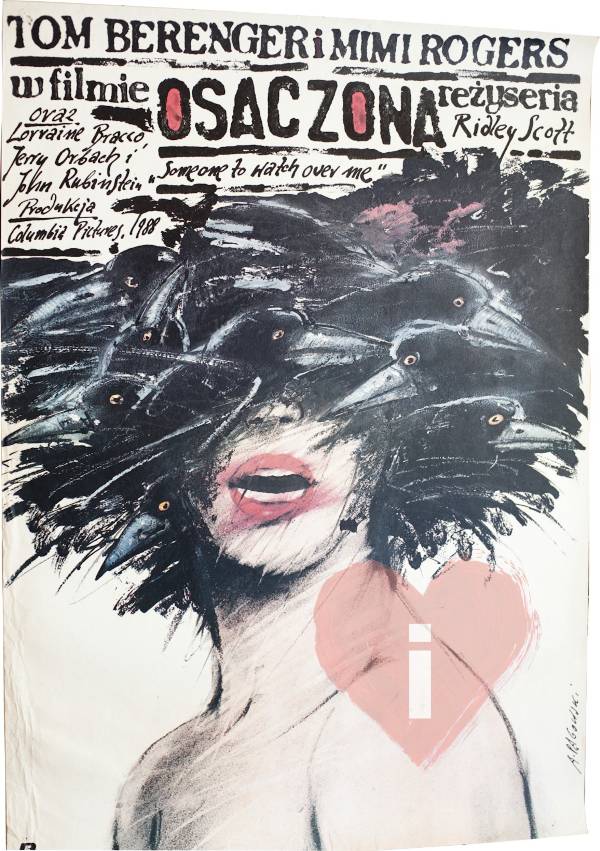 TOM BERENGER i MIMI ROGERS
w filmie OSACZONA reżyseria
oraz
Ridley Scott
Lorraine Bracco
Jerry Orbach i
John Rubinstein „Someone to watch over me"
Produkcja
Columbia Pictures. 1988
i